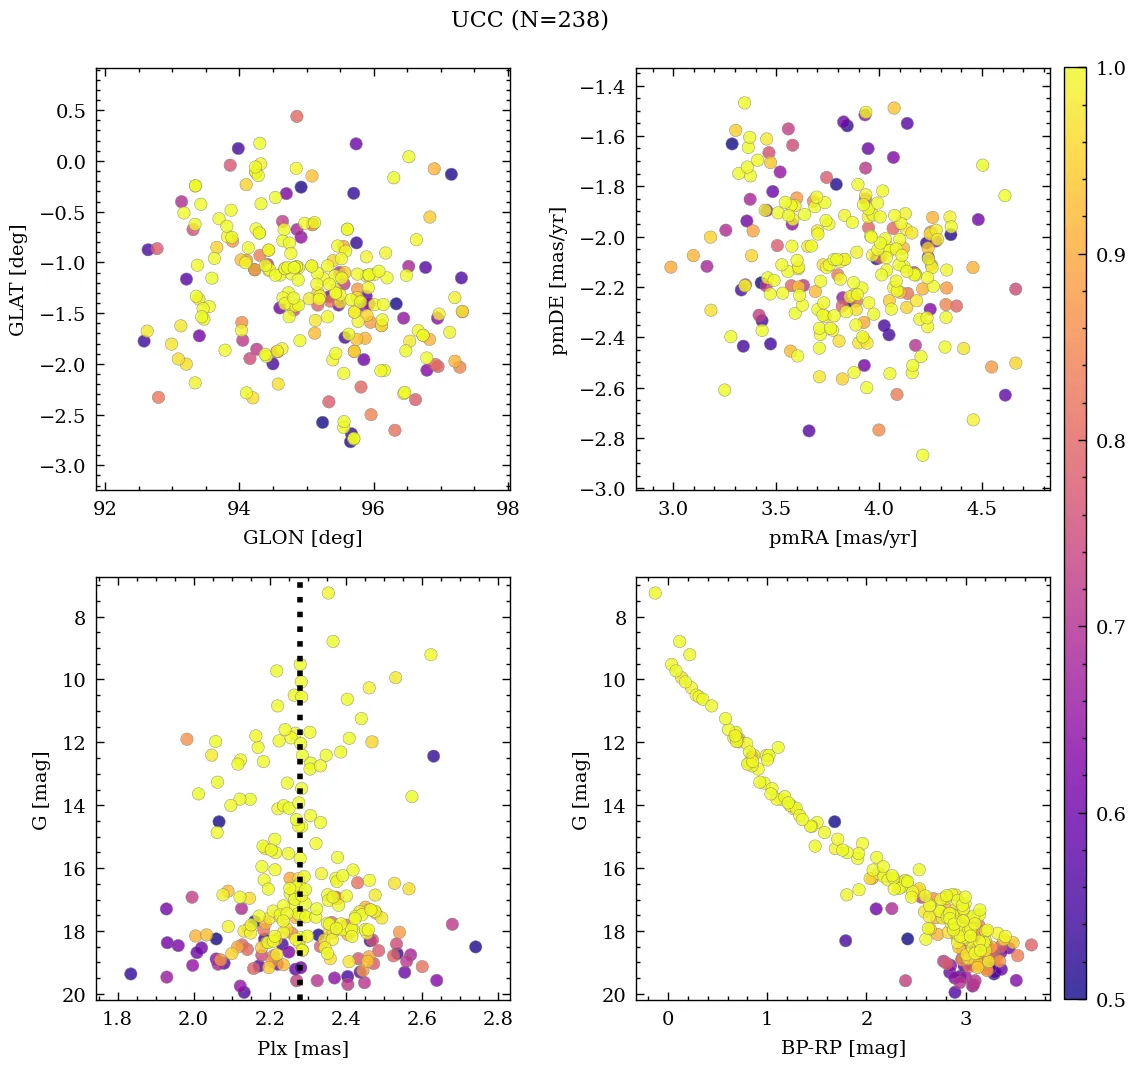 UCC (N=238)
0.5
0.0
−0.5
−1.0
−1.5
−2.0
−2.5
−3.0
GLAT [deg]
92 94 96 98
GLON [deg]
−1.4
−1.6
−1.8
−2.0
−2.2
−2.4
−2.6
−2.8
−3.0
pmDE [mas/yr]
3.0 3.5 4.0 4.5
pmRA [mas/yr]
8
10
12
14
16
18
20
G [mag]
1.8 2.0 2.2 2.4 2.6 2.8
Plx [mas]
8
10
12
14
16
18
20
G [mag]
0 1 2 3
BP-RP [mag]
1.0
0.9
0.8
0.7
0.6
0.5